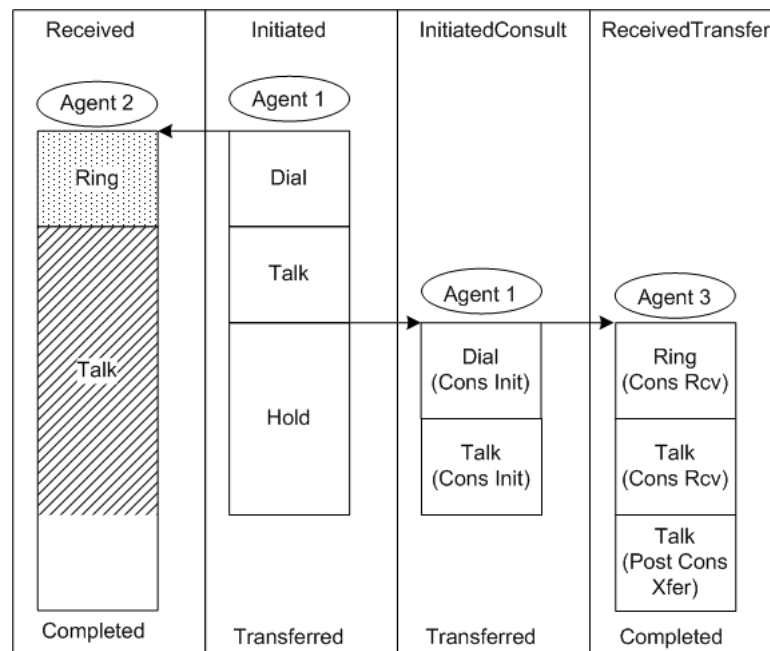 Received
Initiated
InitiatedConsult
ReceivedTransfer
Agent 2
Agent 1
Ring
Dial
Talk
Agent 1
Agent 3
Talk
Hold
Dial
(Cons Init)
Ring
(Cons Rcv)
Talk
(Cons Init)
Talk
(Cons Rcv)
Talk
(Post Cons
Xfer)
Completed
Transferred
Transferred
Completed